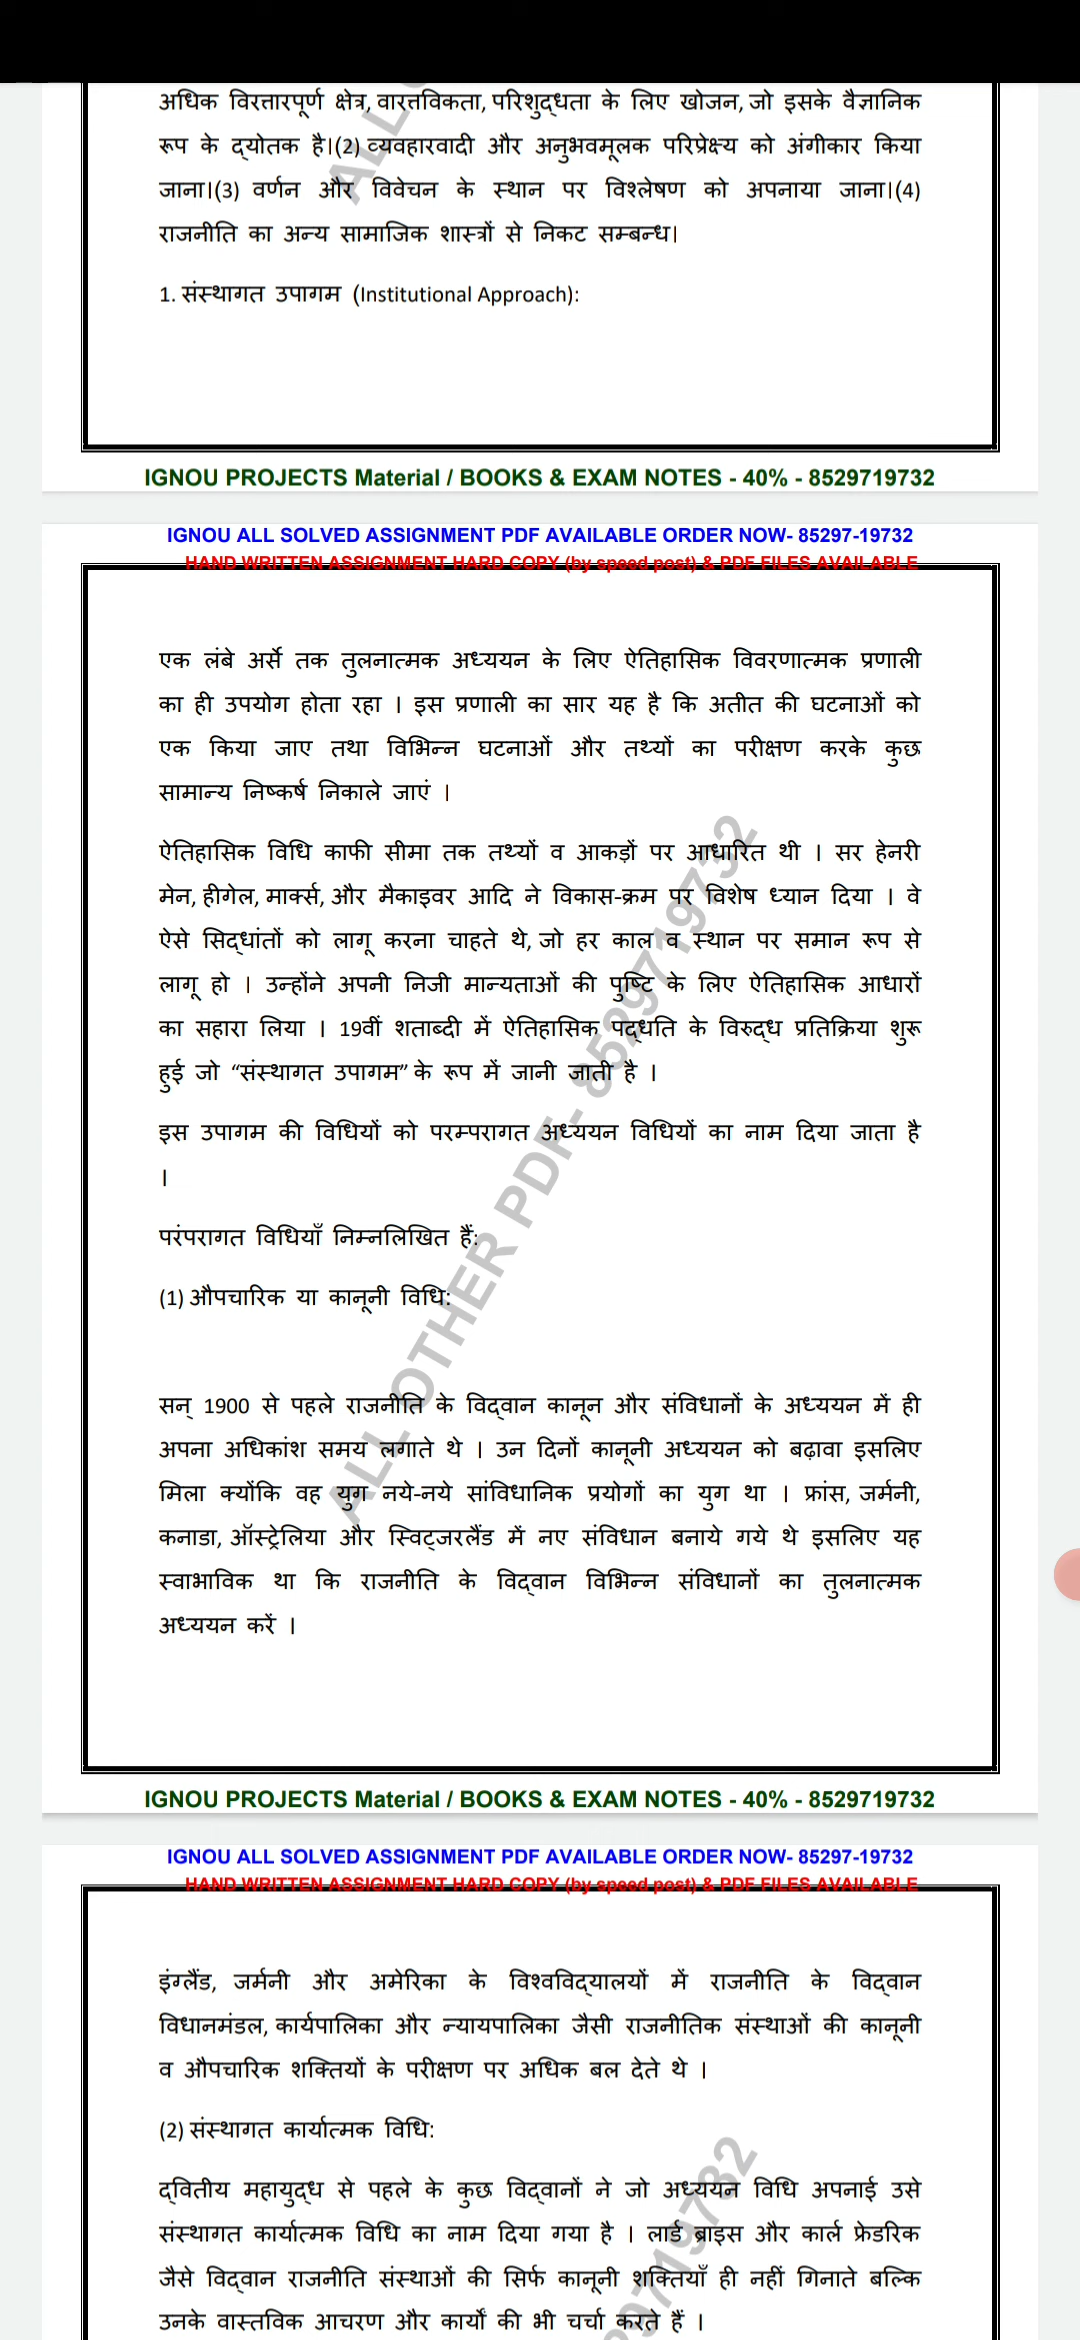 अधिक विस्तारपूर्ण क्षेत्र, वास्तविकता, परिशुद्धता के लिए खोजन, जो इसके वैज्ञानिक
रूप के द्योतक है।(2) व्यवहारवादी और अनुभवमूलक परिप्रेक्ष्य को अंगीकार किया
जाना।(3) वर्णन और विवेचन के स्थान पर विश्लेषण को अपनाया जाना।(4)
राजनीति का अन्य सामाजिक शास्त्रों से निकट सम्बन्ध।
1. संस्थागत उपागम (Institutional Approach):
IGNOU PROJECTS Material / BOOKS & EXAM NOTES - 40% - 8529719732
IGNOU ALL SOLVED ASSIGNMENT PDF AVAILABLE ORDER NOW- 85297-19732
HAND WRITTEN ASSIGNMENT HARD COPY (by speed post) & PDF FILES AVAILABLE
एक लंबे अर्से तक तुलनात्मक अध्ययन के लिए ऐतिहासिक विवरणात्मक प्रणाली
का ही उपयोग होता रहा । इस प्रणाली का सार यह है कि अतीत की घटनाओं को
एक किया जाए तथा विभिन्न घटनाओं और तथ्यों का परीक्षण करके कुछ
सामान्य निष्कर्ष निकाले जाएं ।
ऐतिहासिक विधि काफी सीमा तक तथ्यों व आकड़ों पर आधारित थी । सर हेनरी
मेन, हीगेल, मार्क्स, और मैकाइवर आदि ने विकास-क्रम पर विशेष ध्यान दिया । वे
ऐसे सिद्धांतों को लागू करना चाहते थे, जो हर काल व स्थान पर समान रूप से
लागू हो । उन्होंने अपनी निजी मान्यताओं की पुष्टि के लिए ऐतिहासिक आधारों
का सहारा लिया । 19वीं शताब्दी में ऐतिहासिक पद्धति के विरुद्ध प्रतिक्रिया शुरू
हुई जो “संस्थागत उपागम” के रूप में जानी जाती है ।
इस उपागम की विधियों को परम्परागत अध्ययन विधियों का नाम दिया जाता है
।
परंपरागत विधियाँ निम्नलिखित हैं:
(1) औपचारिक या कानूनी विधि:
सन् 1900 से पहले राजनीति के विद्वान कानून और संविधानों के अध्ययन में ही
अपना अधिकांश समय लगाते थे । उन दिनों कानूनी अध्ययन को बढ़ावा इसलिए
मिला क्योंकि वह युग नये-नये सांविधानिक प्रयोगों का युग था । फ्रांस, जर्मनी,
कनाडा, ऑस्ट्रेलिया और स्विट्जरलैंड में नए संविधान बनाये गये थे इसलिए यह
स्वाभाविक था कि राजनीति के विद्वान विभिन्न संविधानों का तुलनात्मक
अध्ययन करें ।
ALL OTHER PDF- 8529719732
IGNOU PROJECTS Material / BOOKS & EXAM NOTES - 40% - 8529719732
IGNOU ALL SOLVED ASSIGNMENT PDF AVAILABLE ORDER NOW- 85297-19732
HAND WRITTEN ASSIGNMENT HARD COPY (by speed post) & PDF FILES AVAILABLE
इंग्लैंड, जर्मनी और अमेरिका के विश्वविद्यालयों में राजनीति के विद्वान
विधानमंडल, कार्यपालिका और न्यायपालिका जैसी राजनीतिक संस्थाओं की कानूनी
व औपचारिक शक्तियों के परीक्षण पर अधिक बल देते थे ।
(2) संस्थागत कार्यात्मक विधि:
द्वितीय महायुद्ध से पहले के कुछ विद्वानों ने जो अध्ययन विधि अपनाई उसे
संस्थागत कार्यात्मक विधि का नाम दिया गया है । लार्ड ब्राइस और कार्ल फ्रेडरिक
जैसे विद्वान राजनीति संस्थाओं की सिर्फ कानूनी शक्तियाँ ही नहीं गिनाते बल्कि
उनके वास्तविक आचरण और कार्यों की भी चर्चा करते हैं ।